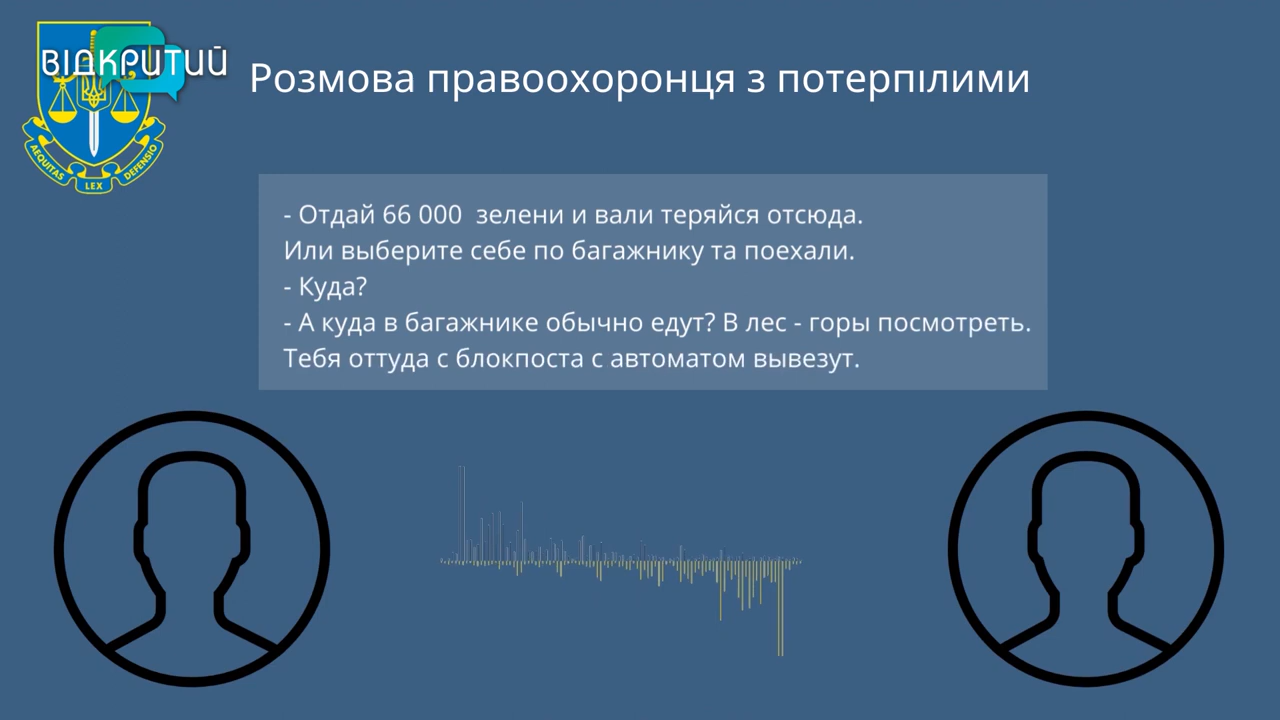 ВІДКРИТИЙ
Розмова правоохоронця з потерпілими
AEQUITAS LEX DEFENSIO
- Отдай 66 000 зелени и вали теряйся отсюда.
Или выберите себе по багажнику та поехали.
- Куда?
- А куда в багажнике обычно едут? В лес - горы посмотреть.
Тебя оттуда с блокпоста с автоматом вывезут.